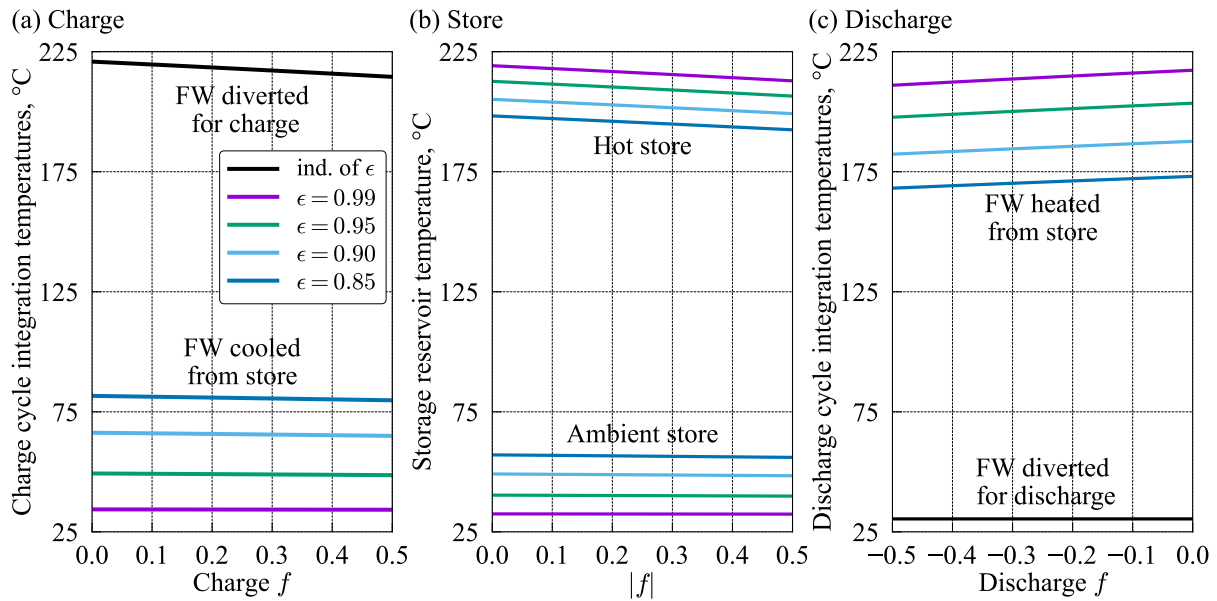 (a) Charge
Charge cycle integration temperatures, °C
225
175
125
75
25
FW diverted
for charge
ind. of ϵ
ϵ = 0.99
ϵ = 0.95
ϵ = 0.90
ϵ = 0.85
FW cooled
from store
0.0 0.1 0.2 0.3 0.4 0.5
Charge f
(b) Store
Storage reservoir temperature, °C
225
175
125
75
25
Hot store
Ambient store
0.0 0.1 0.2 0.3 0.4 0.5
|f|
(c) Discharge
Discharge cycle integration temperatures, °C
225
175
125
75
25
FW heated
from store
FW diverted
for discharge
−0.5 −0.4 −0.3 −0.2 −0.1 0.0
Discharge f